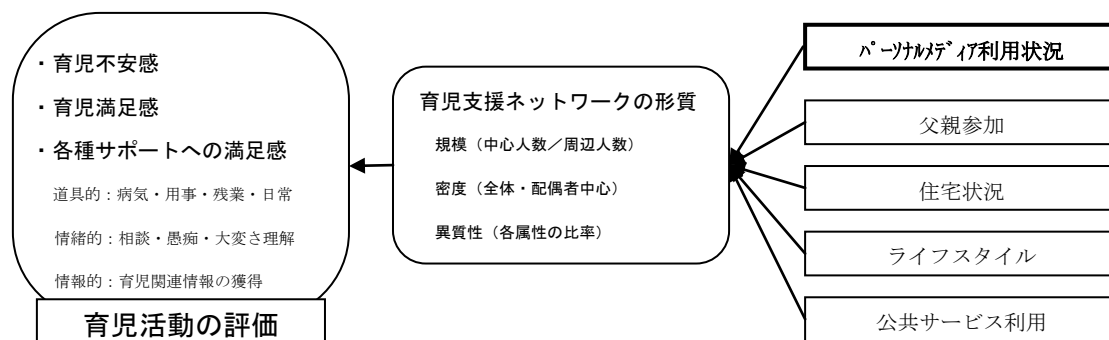 ・育児不安感
・育児満足感
・各種サポートへの満足感
道具的：病気・用事・残業・日常
情緒的：相談・愚痴・大変さ理解
情報的：育児関連情報の獲得
育児活動の評価
育児支援ネットワークの形質
規模（中心人数／周辺人数）
密度（全体・配偶者中心）
異質性（各属性の比率）
ﾊﾟｰｿﾅﾙﾒﾃﾞｨｱ利用状況
父親参加
住宅状況
ライフスタイル
公共サービス利用